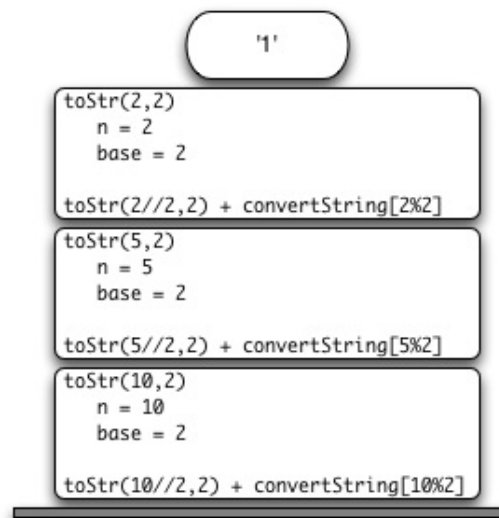 '1'
toStr(2,2)
n = 2
base = 2
toStr(2//2,2) + convertString[2%2]
toStr(5,2)
n = 5
base = 2
toStr(5//2,2) + convertString[5%2]
toStr(10,2)
n = 10
base = 2
toStr(10//2,2) + convertString[10%2]